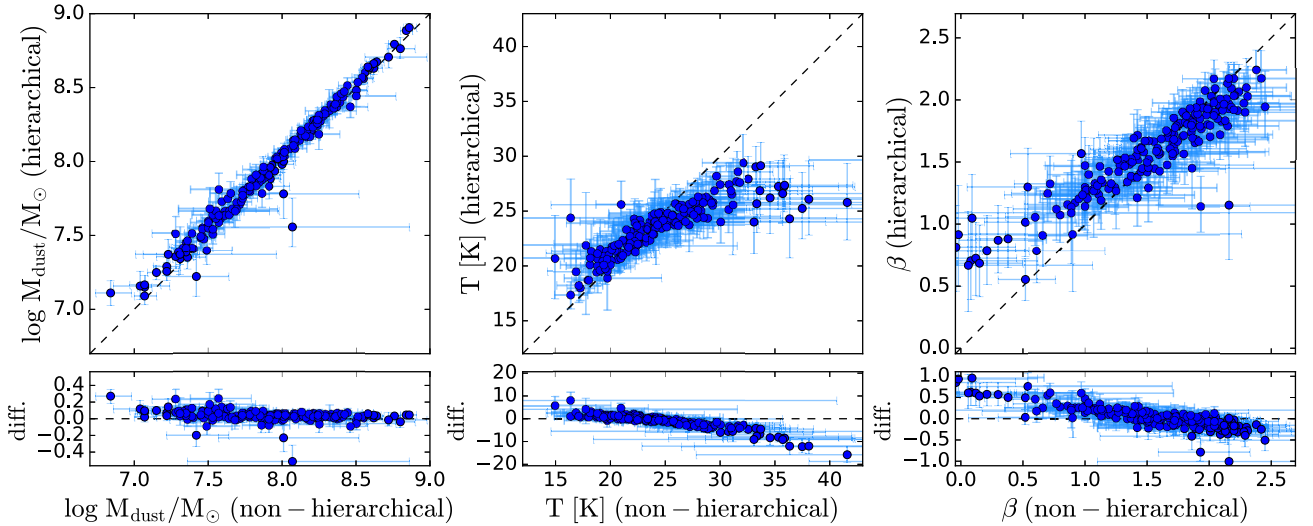 log M_dust/M_⊙ (hierarchical)
9.0
8.5
8.0
7.5
7.0
diff.
0.4
0.2
0.0
−0.2
−0.4
7.0 7.5 8.0 8.5 9.0
log M_dust/M_⊙ (non − hierarchical)
T [K] (hierarchical)
40
35
30
25
20
15
diff.
20
10
0
−10
−20
15 20 25 30 35 40
T [K] (non − hierarchical)
β (hierarchical)
2.5
2.0
1.5
1.0
0.5
0.0
diff.
1.0
0.5
0.0
−0.5
−1.0
0.0 0.5 1.0 1.5 2.0 2.5
β (non − hierarchical)